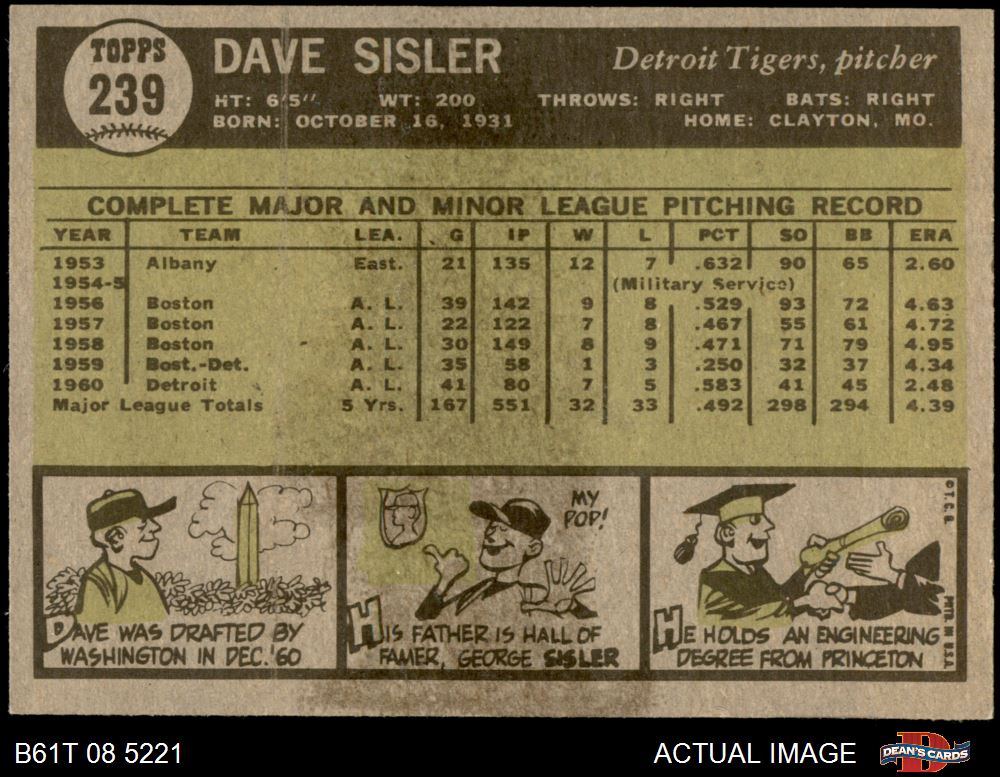 TOPPS
239
DAVE SISLER
Detroit Tigers, pitcher
HT: 6'5" WT: 200 THROWS: RIGHT BATS: RIGHT
BORN: OCTOBER 16, 1931 HOME: CLAYTON, MO.
COMPLETE MAJOR AND MINOR LEAGUE PITCHING RECORD
YEAR TEAM LEA. G IP W L PCT SO BB ERA
1953 Albany East. 21 135 12 7 .632 90 65 2.60
1954-5 (Military Service)
1956 Boston A. L. 39 142 9 8 .529 93 72 4.63
1957 Boston A. L. 22 122 7 8 .467 55 61 4.72
1958 Boston A. L. 30 149 8 9 .471 71 79 4.95
1959 Bost.-Det. A. L. 35 58 1 3 .250 32 37 4.34
1960 Detroit A. L. 41 80 7 5 .583 41 45 2.48
Major League Totals 5 Yrs. 167 551 32 33 .492 298 294 4.39
DAVE WAS DRAFTED BY
WASHINGTON IN DEC. '60
MY
POP!
HIS FATHER IS HALL OF
FAMER, GEORGE SISLER
HE HOLDS AN ENGINEERING
DEGREE FROM PRINCETON
© T. C. G.
PRTD. IN U.S.A.
B61T 08 5221
ACTUAL IMAGE
D
DEAN'S CARDS